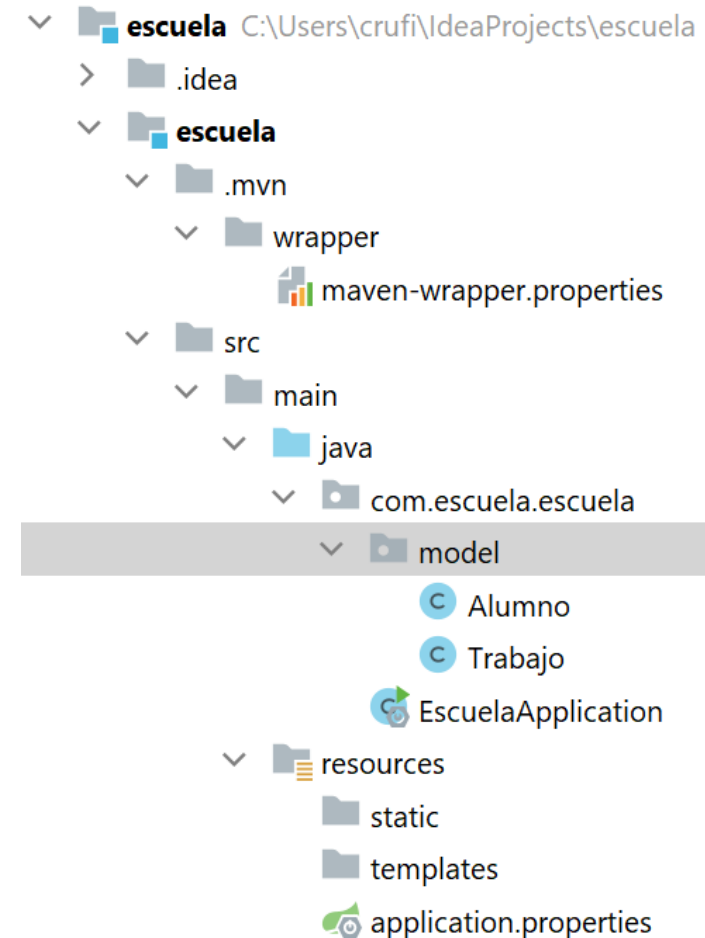 escuela C:\Users\crufi\IdeaProjects\escuela
.idea
escuela
.mvn
wrapper
maven-wrapper.properties
src
main
java
com.escuela.escuela
model
C Alumno
C Trabajo
C EscuelaApplication
resources
static
templates
application.properties